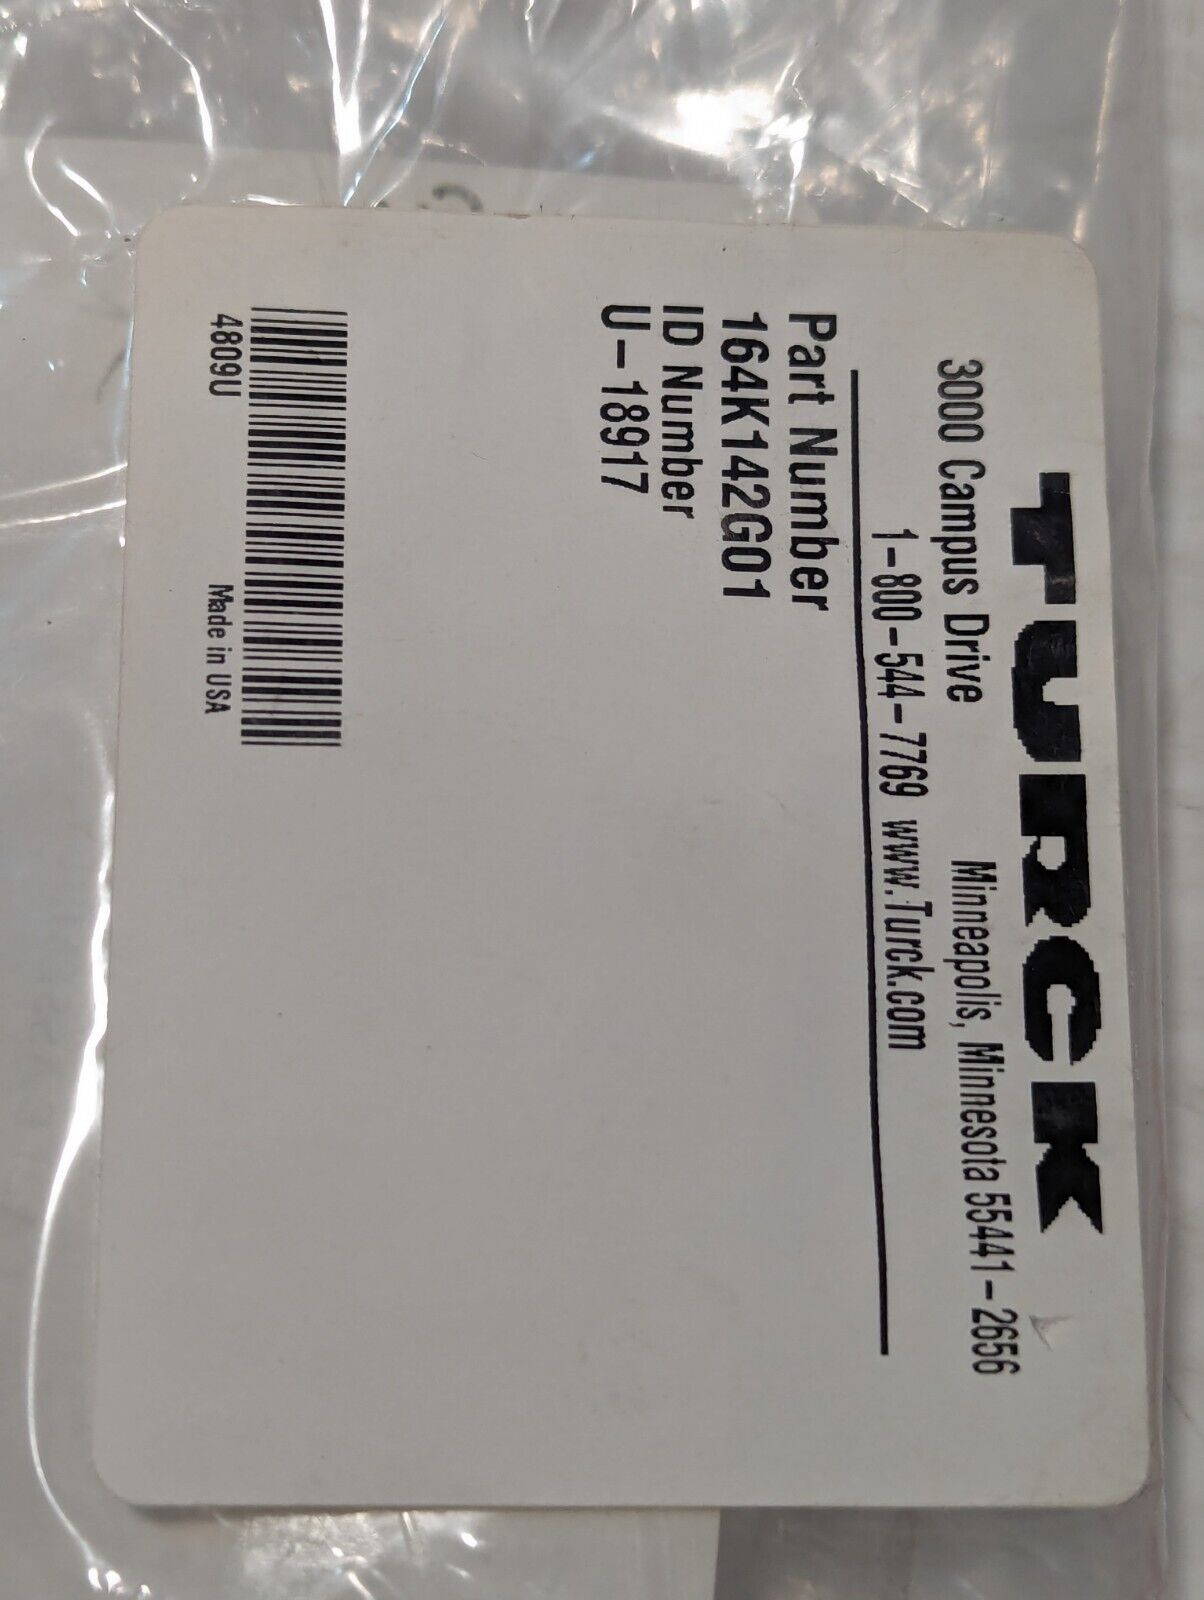 TURCK
3000 Campus Drive Minneapolis, Minnesota 55441-2656
1-800-544-7769 www.Turck.com
Part Number
164K142G01
ID Number
U-18917
4809U Made in USA